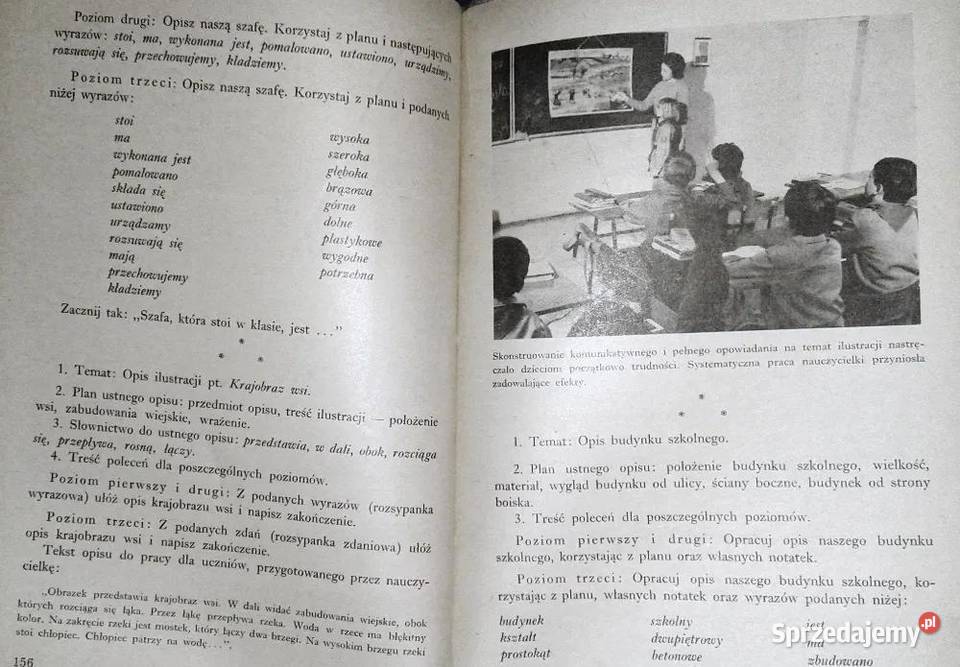 Poziom drugi: Opisz naszą szafę. Korzystaj z planu i następujących
wyrazów: stoi, ma, wykonana jest, pomalowano, ustawiono, urządzimy,
rozsuwają się, przechowujemy, kładziemy.
Poziom trzeci: Opisz naszą szafę. Korzystaj z planu i podanych
niżej wyrazów:
stoi
ma
wykonana jest
pomalowano
składa się
ustawiono
urządzamy
rozsuwają się
mają
przechowujemy
kładziemy
wysoka
szeroka
głęboka
brązowa
górna
dolne
plastykowe
wygodne
potrzebna
Zacznij tak: „Szafa, która stoi w klasie, jest ..."
*
* *
1. Temat: Opis ilustracji pt. Krajobraz wsi.
2. Plan ustnego opisu: przedmiot opisu, treść ilustracji — położenie
wsi, zabudowania wiejskie, wrażenie.
3. Słownictwo do ustnego opisu: przedstawia, w dali, obok, rozciąga
się, przepływa, rosną, łączy.
4. Treść poleceń dla poszczególnych poziomów.
Poziom pierwszy i drugi: Z podanych wyrazów (rozsypanka
wyrazowa) ułóż opis krajobrazu wsi i napisz zakończenie.
Poziom trzeci: Z podanych zdań (rozsypanka zdaniowa) ułóż
opis krajobrazu wsi i napisz zakończenie.
Tekst opisu do pracy dla uczniów, przygotowanego przez nauczy-
cielkę:
„Obrazek przedstawia krajobraz wsi. W dali widać zabudowania wiejskie, obok
których rozciąga się łąka. Przez łąkę przepływa rzeka. Woda w rzece ma błękitny
kolor. Na zakręcie rzeki jest mostek, który łączy dwa brzegi. Na wysokim brzegu rzeki
stoi chłopiec. Chłopiec patrzy na wodę...",
156
Skonstruowanie komunikatywnego i pełnego opowiadania na temat ilustracji nastrę-
czało dzieciom początkowo trudności. Systematyczna praca nauczycielki przyniosła
zadowalające efekty.
*
* *
1. Temat: Opis budynku szkolnego.
2. Plan ustnego opisu: położenie budynku szkolnego, wielkość,
materiał, wygląd budynku od ulicy, ściany boczne, budynek od strony
boiska.
3. Treść poleceń dla poszczególnych poziomów.
Poziom pierwszy i drugi: Opracuj opis naszego budynku
szkolnego, korzystając z planu oraz własnych notatek.
Poziom trzeci: Opracuj opis naszego budynku szkolnego, ko-
rzystając z planu, własnych notatek oraz wyrazów podanych niżej:
budynek szkolny jest
kształt dwupiętrowy ma
prostokąt betonowe zbudowano
Sprzedajemy.pl